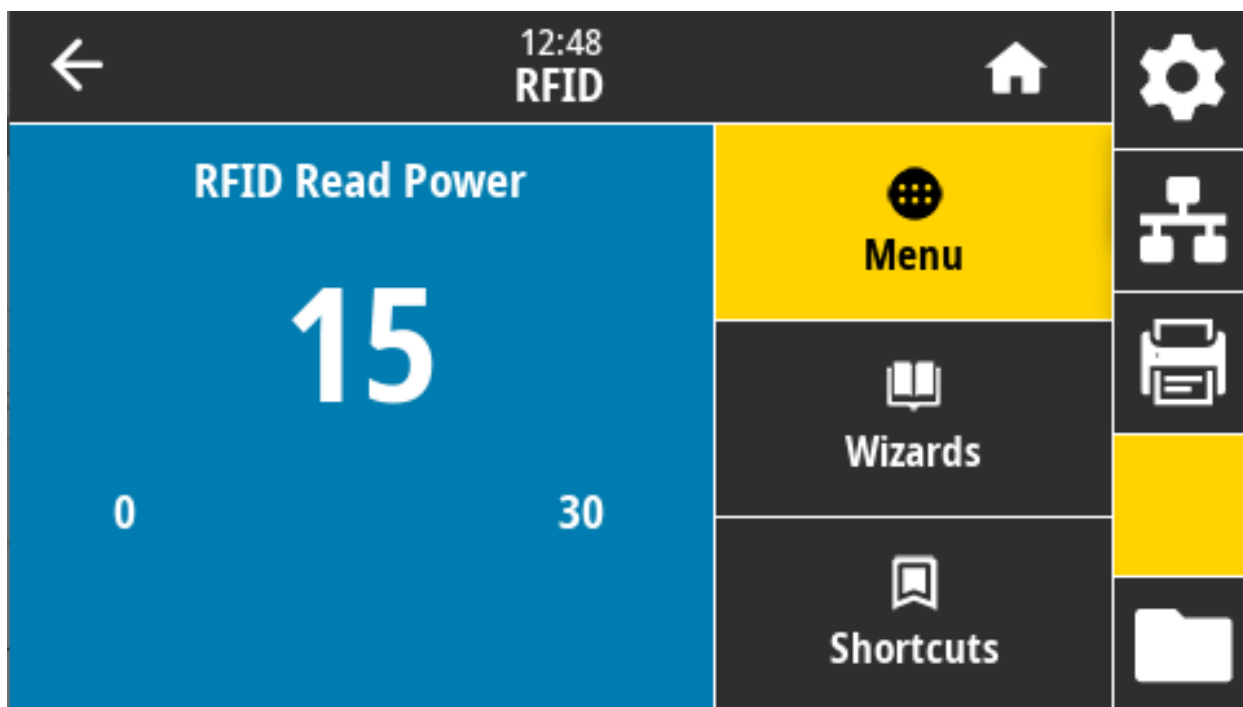 12:48
RFID
RFID Read Power
15
0 30
Menu
Wizards
Shortcuts